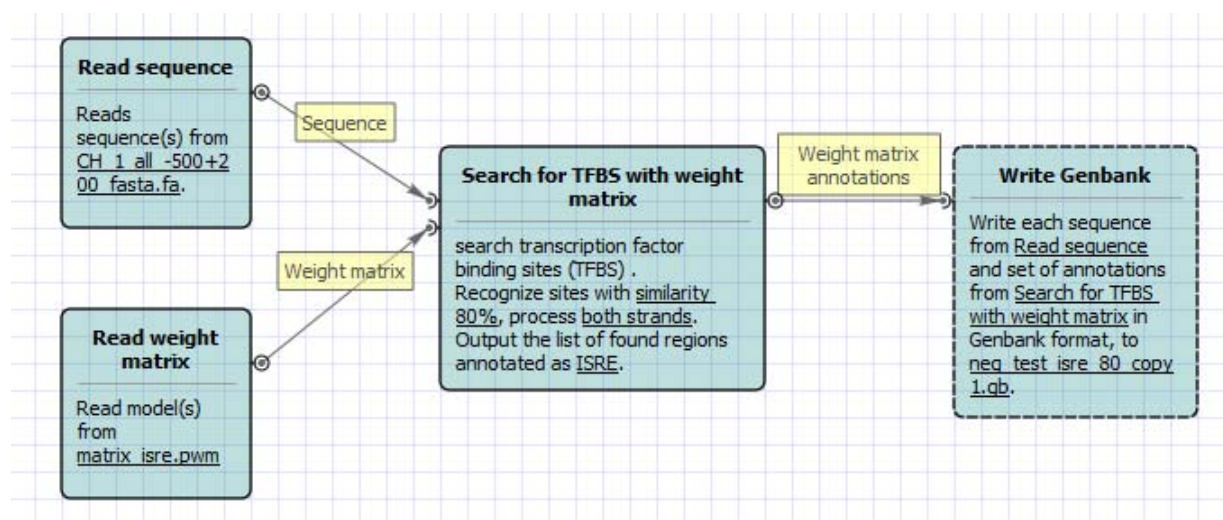 Read sequence
Reads
sequence(s) from
CH_1_all_-500+2
00_fasta.fa.
Sequence
Weight matrix
Read weight
matrix
Read model(s)
from
matrix_isre.pwm
Search for TFBS with weight
matrix
search transcription factor
binding sites (TFBS) .
Recognize sites with similarity
80%, process both strands.
Output the list of found regions
annotated as ISRE.
Weight matrix
annotations
Write Genbank
Write each sequence
from Read sequence
and set of annotations
from Search for TFBS
with weight matrix in
Genbank format, to
neg_test_isre_80_copy
1.gb.